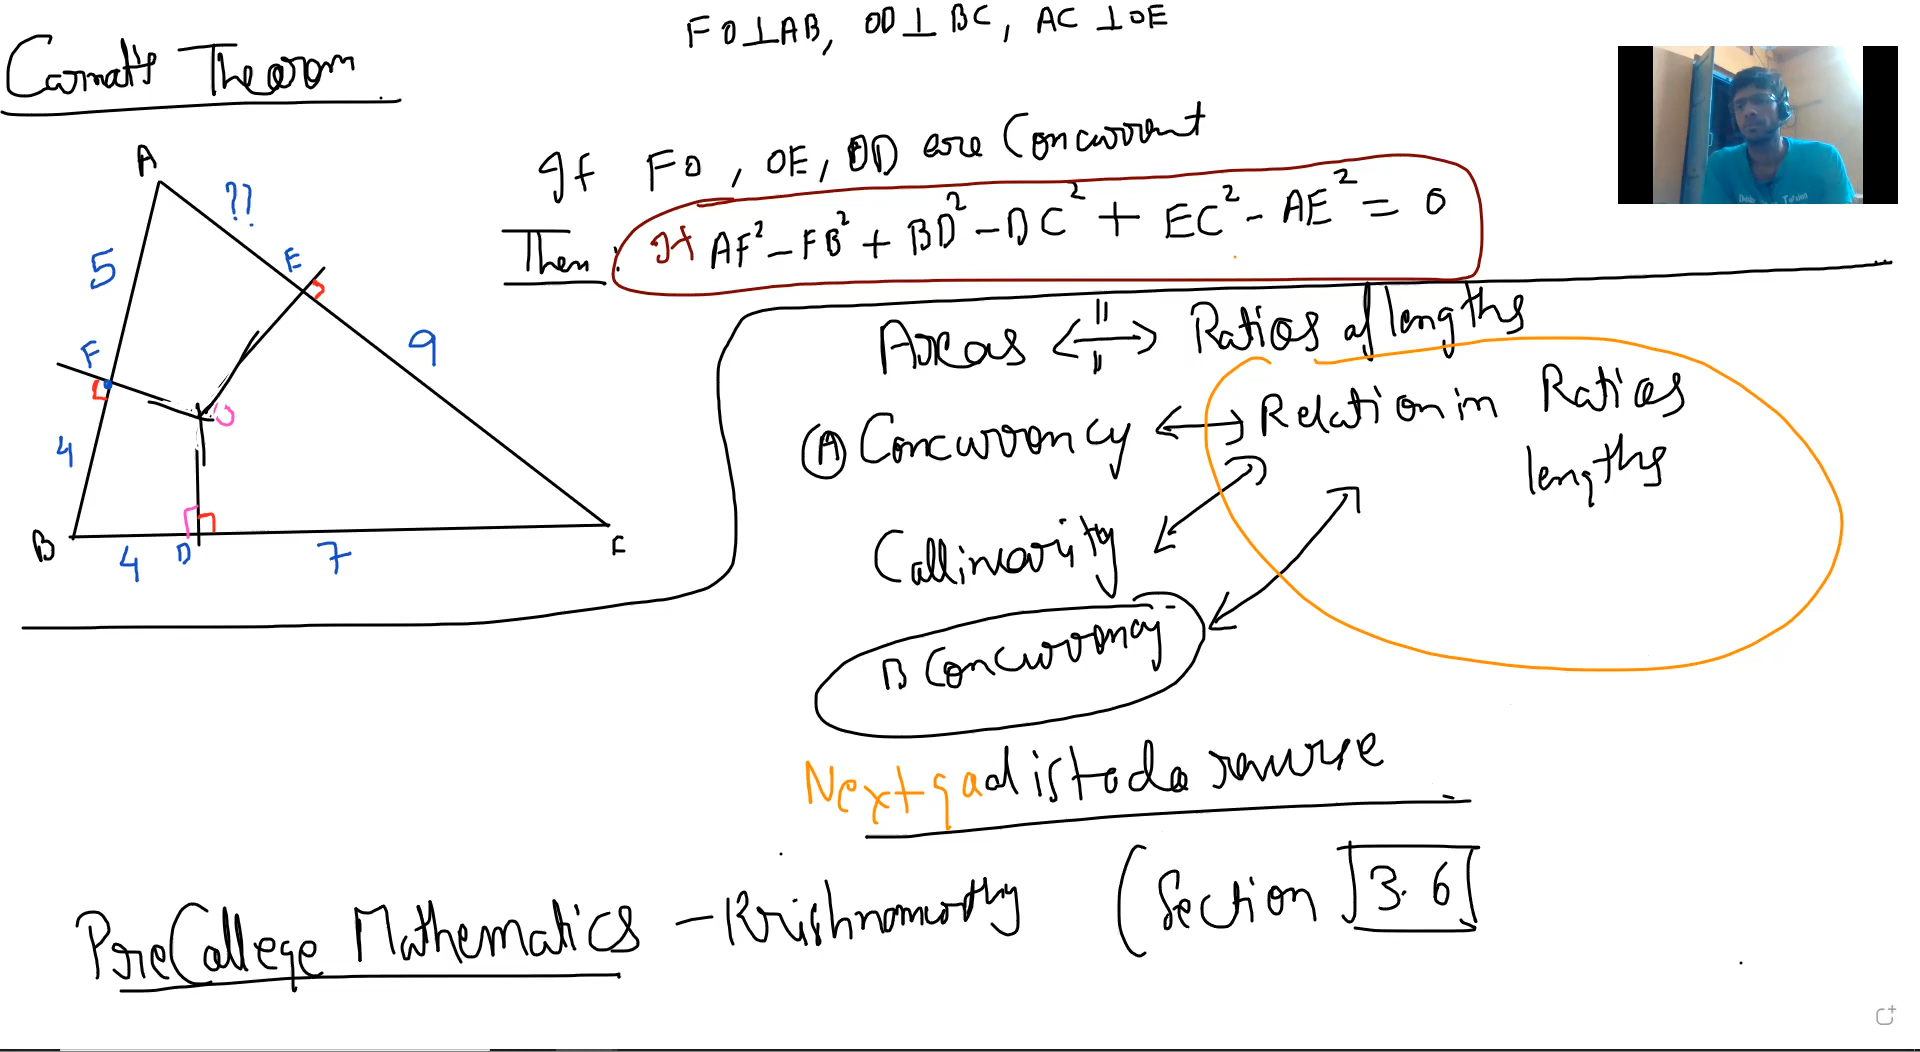 FO⊥AB, OD⊥BC, AC⊥OE
Carnot's Theorem
If FO, OE, OD are Concurrent
Then: If AF² - FB² + BD² - DC² + EC² - AE² = 0
A
??
5
E
F
9
O
4
B
4
D
7
C
Areas ⟷ Ratios of lengths
" "
(A) Concurrency ⟷ Relation in Ratios
lengths
Collinearity
B Concurrency
Next goal is to do reverse
PreCollege Mathematics - Krishnamurthy (Section 3.6